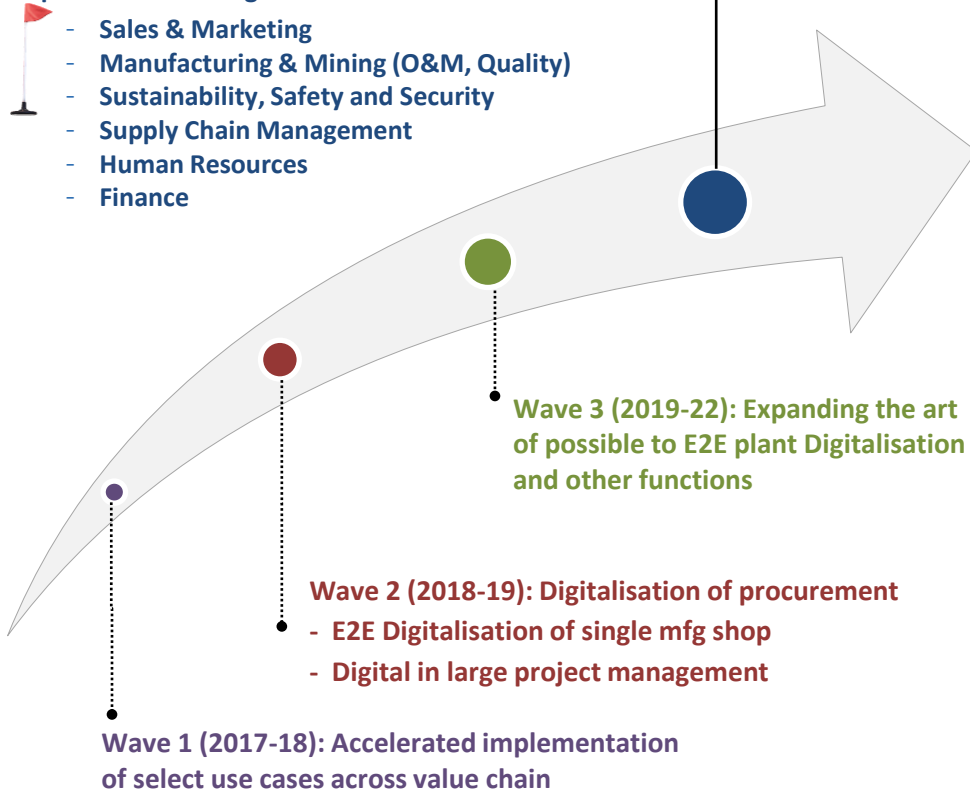 - Sales & Marketing
- Manufacturing & Mining (O&M, Quality)
- Sustainability, Safety and Security
- Supply Chain Management
- Human Resources
- Finance
Wave 3 (2019-22): Expanding the art
of possible to E2E plant Digitalisation
and other functions
Wave 2 (2018-19): Digitalisation of procurement
- E2E Digitalisation of single mfg shop
- Digital in large project management
Wave 1 (2017-18): Accelerated implementation
of select use cases across value chain